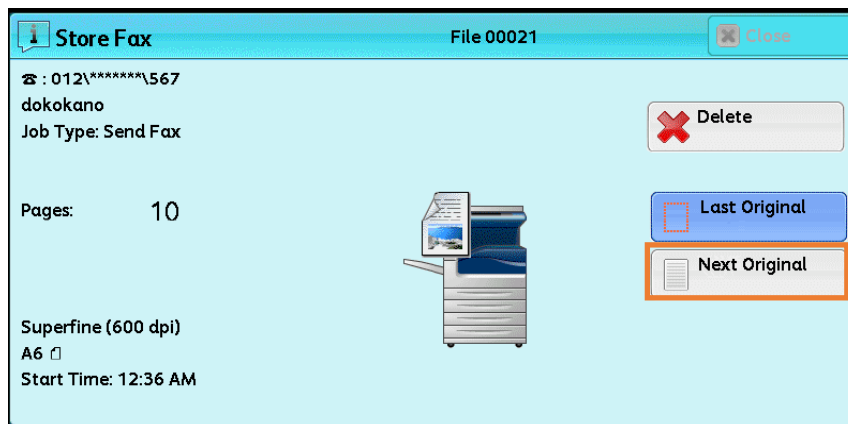 Store Fax
File 00021
Close
☎ : 012\*******\567
dokokano
Job Type: Send Fax
Delete
Pages: 10
Last Original
Next Original
Superfine (600 dpi)
A6
Start Time: 12:36 AM